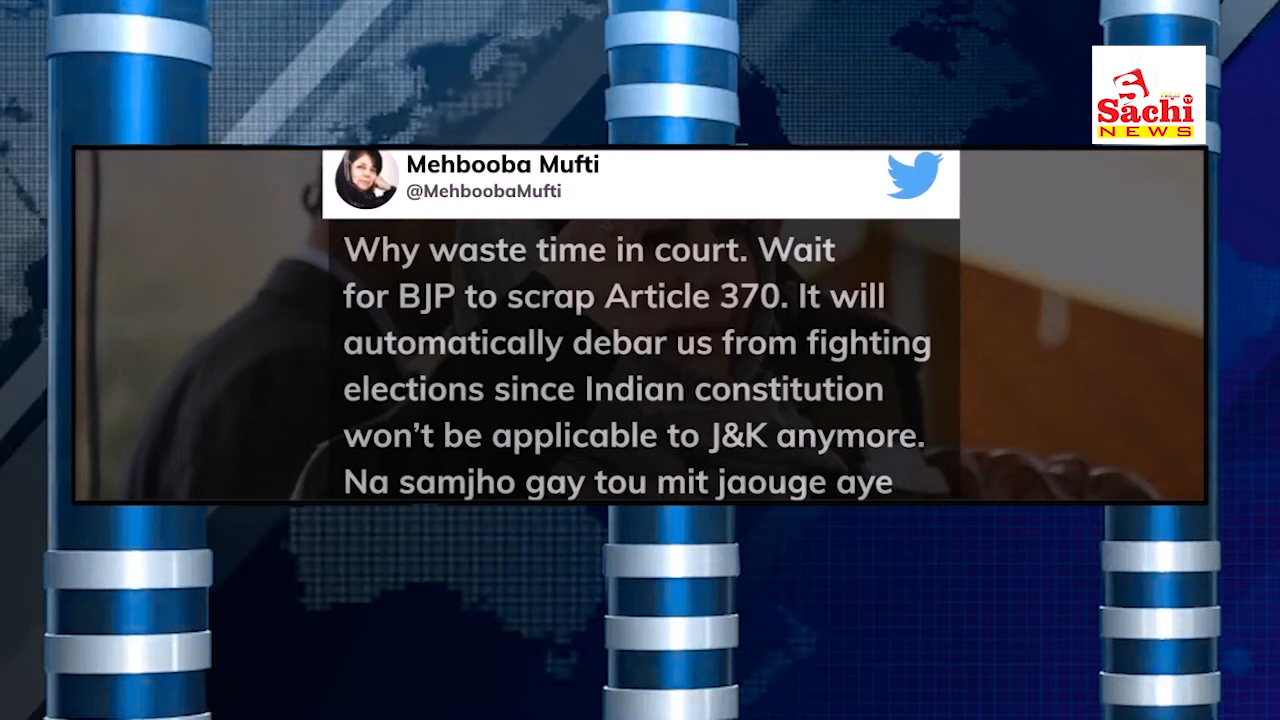 Sachi
NEWS
Mehbooba Mufti
@MehboobaMufti
Why waste time in court. Wait
for BJP to scrap Article 370. It will
automatically debar us from fighting
elections since Indian constitution
won't be applicable to J&K anymore.
Na samjho gay tou mit jaouge aye